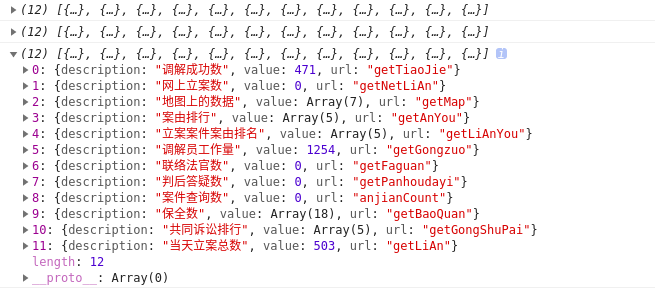 (12) [{…}, {…}, {…}, {…}, {…}, {…}, {…}, {…}, {…}, {…}, {…}, {…}]
(12) [{…}, {…}, {…}, {…}, {…}, {…}, {…}, {…}, {…}, {…}, {…}, {…}]
(12) [{…}, {…}, {…}, {…}, {…}, {…}, {…}, {…}, {…}, {…}, {…}, {…}] i
0: {description: "调解成功数", value: 471, url: "getTiaoJie"}
1: {description: "网上立案数", value: 0, url: "getNetLiAn"}
2: {description: "地图上的数据", value: Array(7), url: "getMap"}
3: {description: "案由排行", value: Array(5), url: "getAnYou"}
4: {description: "立案案件案由排名", value: Array(5), url: "getLiAnYou"}
5: {description: "调解员工作量", value: 1254, url: "getGongzuo"}
6: {description: "联络法官数", value: 0, url: "getFaguan"}
7: {description: "判后答疑数", value: 0, url: "getPanhoudayi"}
8: {description: "案件查询数", value: 0, url: "anjianCount"}
9: {description: "保全数", value: Array(18), url: "getBaoQuan"}
10: {description: "共同诉讼排行", value: Array(5), url: "getGongShuPai"}
11: {description: "当天立案总数", value: 503, url: "getLiAn"}
length: 12
__proto__: Array(0)